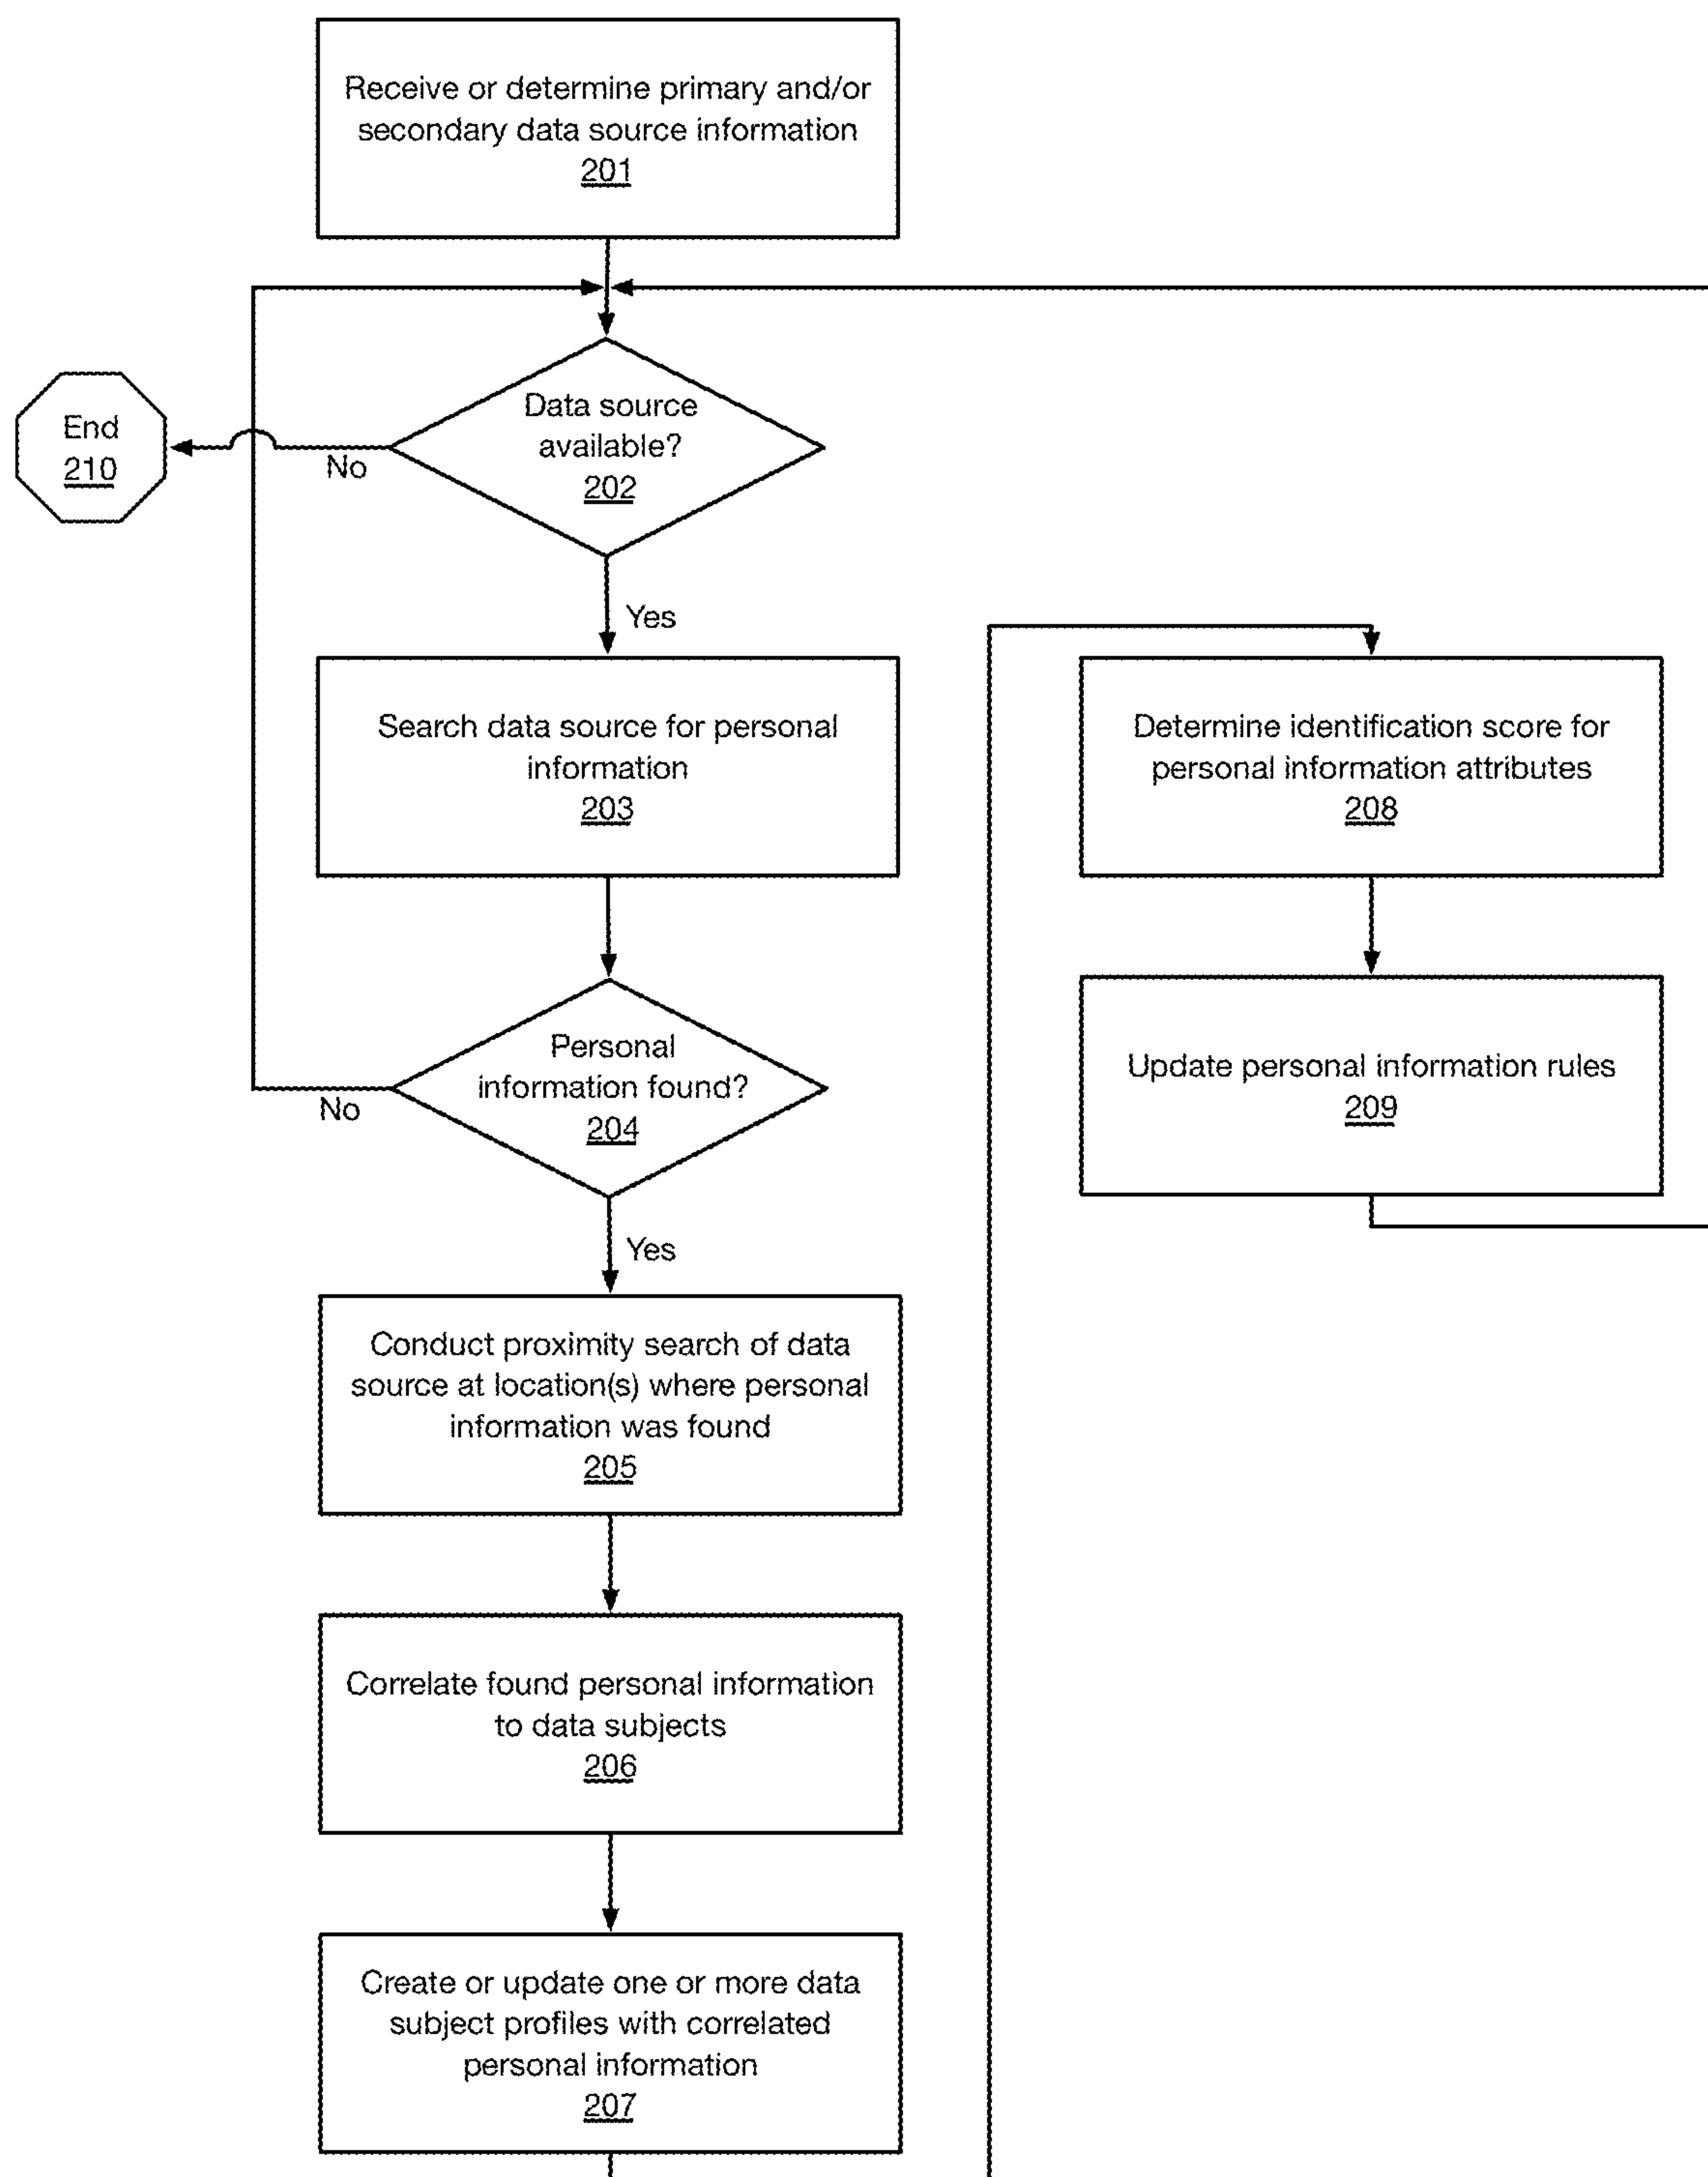 Receive or determine primary and/or
secondary data source information
201
Data source
available?
202
End
210
No
Yes
Search data source for personal
information
203
Personal
information found?
204
No
Yes
Conduct proximity search of data
source at location(s) where personal
information was found
205
Correlate found personal information
to data subjects
206
Create or update one or more data
subject profiles with correlated
personal information
207
Determine identification score for
personal information attributes
208
Update personal information rules
209